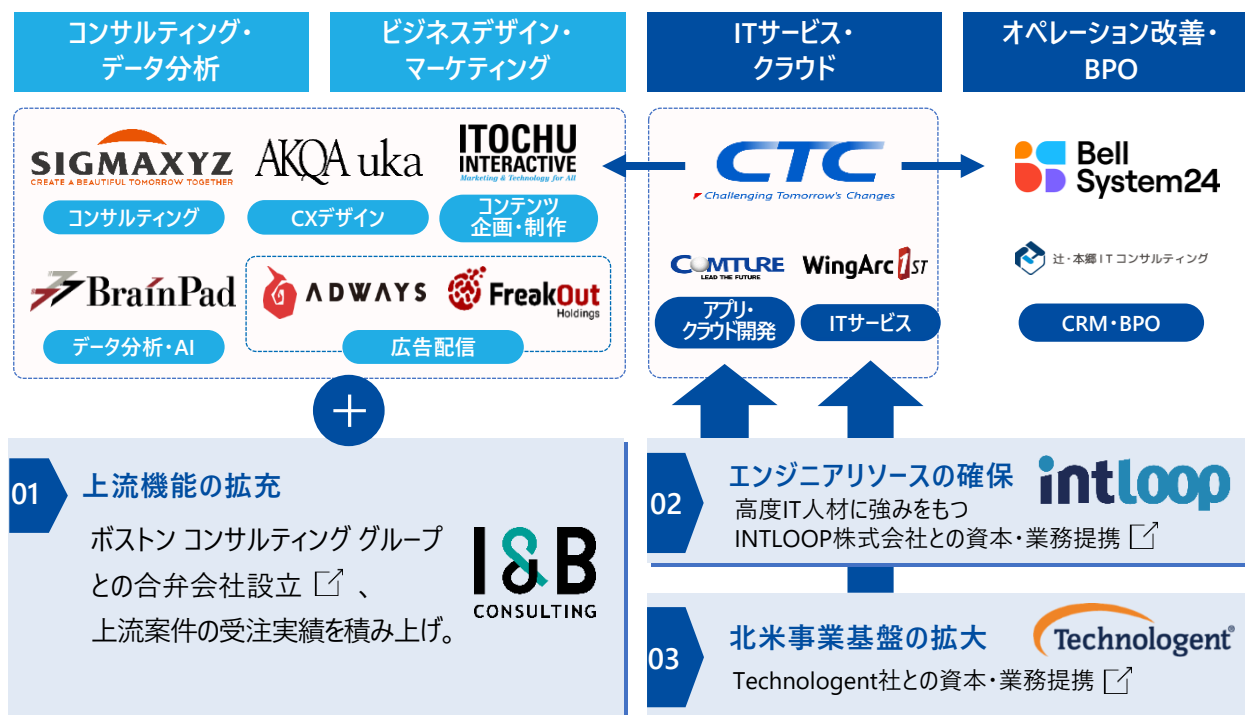 コンサルティング・
データ分析
ビジネスデザイン・
マーケティング
ITサービス・
クラウド
オペレーション改善・
BPO
SIGMAXYZ
CREATE A BEAUTIFUL TOMORROW TOGETHER
コンサルティング
AKQA uka
CXデザイン
ITOCHU
INTERACTIVE
Marketing & Technology for All
コンテンツ
企画・制作
BrainPad
データ分析・AI
ADWAYS
FreakOut
Holdings
広告配信
CTC
Challenging Tomorrow's Changes
COMTURE
LEAD THE FUTURE
アプリ・
クラウド開発
WingArc 1ST
ITサービス
Bell
System24
辻・本郷 ITコンサルティング
CRM・BPO
+
01
上流機能の拡充
ボストン コンサルティング グループ
との合弁会社設立 、
上流案件の受注実績を積み上げ。
I&B
CONSULTING
02
エンジニアリソースの確保
高度IT人材に強みをもつ
INTLOOP株式会社との資本・業務提携
intloop
03
北米事業基盤の拡大
Technologent社との資本・業務提携
Technologent®